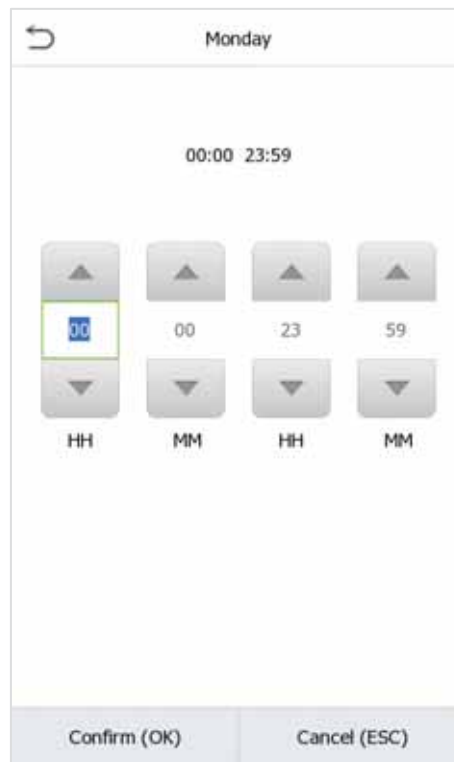 Monday
00:00 23:59
00 00 23 59
HH MM HH MM
Confirm (OK) Cancel (ESC)